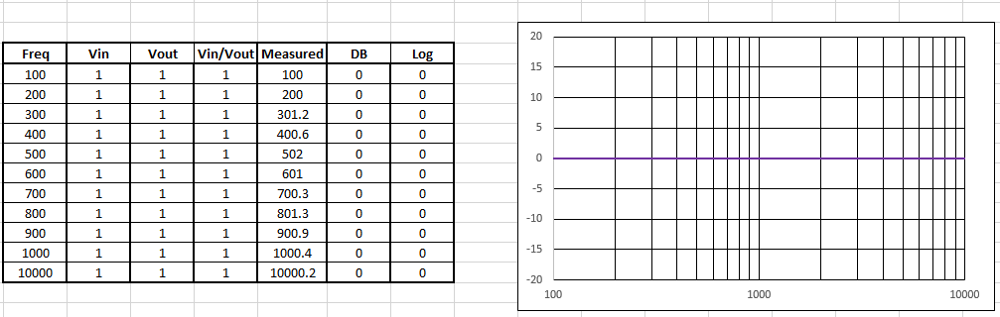 Freq Vin Vout Vin/Vout Measured DB Log
100 1 1 1 100 0 0
200 1 1 1 200 0 0
300 1 1 1 301.2 0 0
400 1 1 1 400.6 0 0
500 1 1 1 502 0 0
600 1 1 1 601 0 0
700 1 1 1 700.3 0 0
800 1 1 1 801.3 0 0
900 1 1 1 900.9 0 0
1000 1 1 1 1000.4 0 0
10000 1 1 1 10000.2 0 0
20
15
10
5
0
-5
-10
-15
-20
100 1000 10000